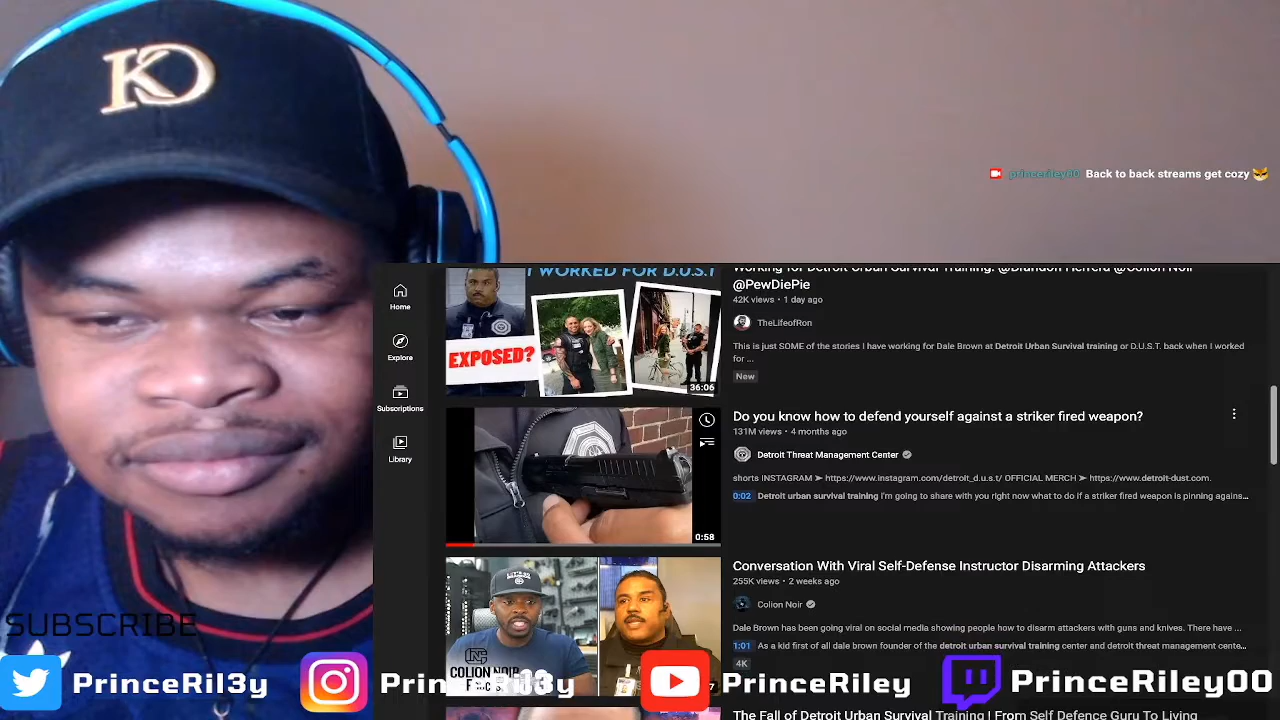 KO
princeriley00 Back to back streams get cozy
Home
Explore
Subscriptions
Library
I WORKED FOR D.U.S.T
EXPOSED?
36:06
Working for Detroit Urban Survival Training. @Brandon Herrera @Colion Noir
@PewDiePie
42K views • 1 day ago
TheLifeofRon
This is just SOME of the stories I have working for Dale Brown at Detroit Urban Survival training or D.U.S.T. back when I worked
for ...
New
0:58
Do you know how to defend yourself against a striker fired weapon?
131M views • 4 months ago
Detroit Threat Management Center
shorts INSTAGRAM ➤ https://www.instagram.com/detroit_d.u.s.t/ OFFICIAL MERCH ➤ https://www.detroit-dust.com.
0:02 Detroit urban survival training I'm going to share with you right now what to do if a striker fired weapon is pinning agains...
COLION NOIR
Conversation With Viral Self-Defense Instructor Disarming Attackers
255K views • 2 weeks ago
Colion Noir
Dale Brown has been going viral on social media showing people how to disarm attackers with guns and knives. There have ...
1:01 As a kid first of all dale brown founder of the detroit urban survival training center and detroit threat management cente...
4K
The Fall of Detroit Urban Survival Training | From Self Defence Guru To Living
SUBSCRIBE
PrinceRil3y
PrinceRil3y
PrinceRiley
PrinceRiley00